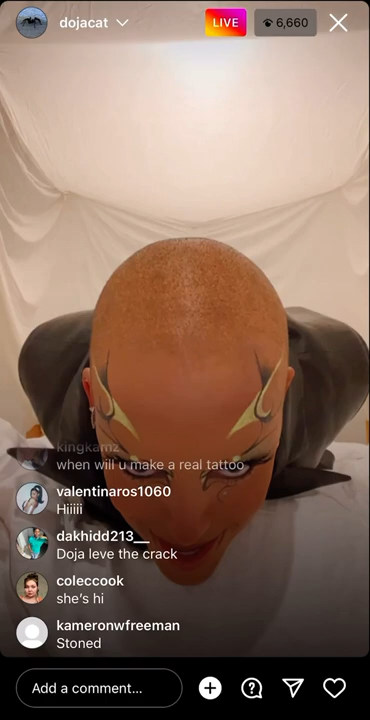 dojacat
LIVE
6,660
kingkamz
when will u make a real tattoo
valentinaros1060
Hiiiii
dakhidd213__
Doja leve the crack
coleccook
she's hi
kameronwfreeman
Stoned
Add a comment...